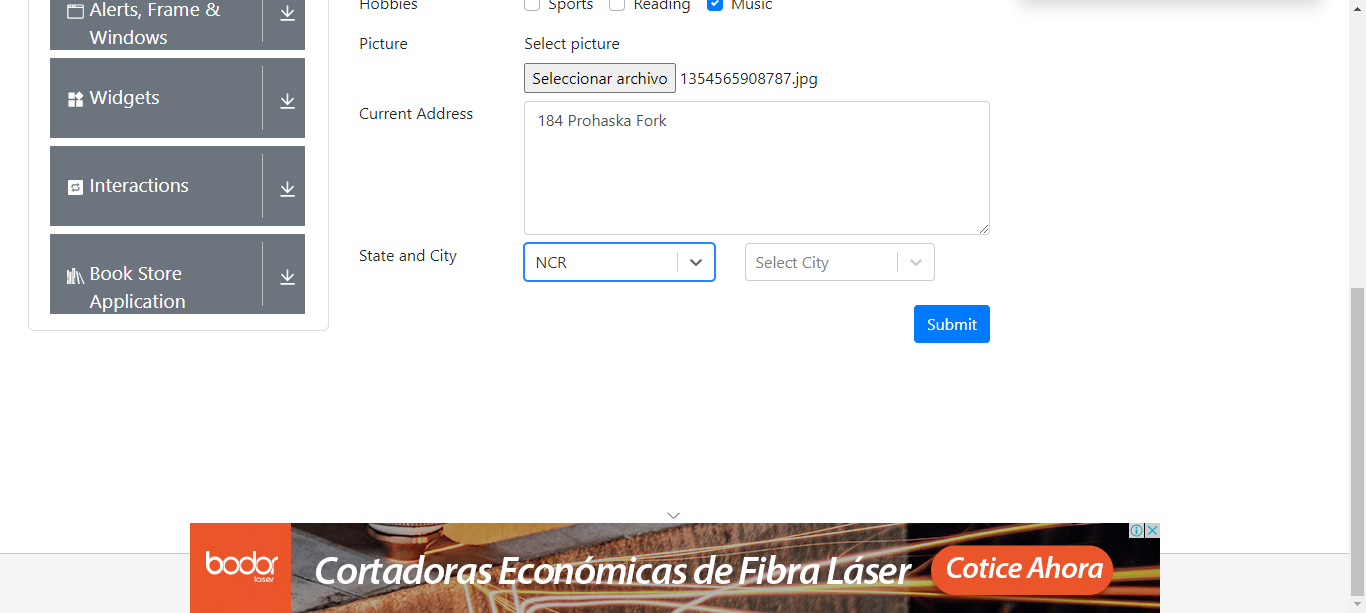 Alerts, Frame &
Windows
Widgets
Interactions
Book Store
Application
Hobbies
Sports
Reading
Music
Picture
Select picture
Seleccionar archivo 1354565908787.jpg
Current Address
184 Prohaska Fork
State and City
NCR
Select City
Submit
bodor
laser
Cortadoras Económicas de Fibra Láser
Cotice Ahora